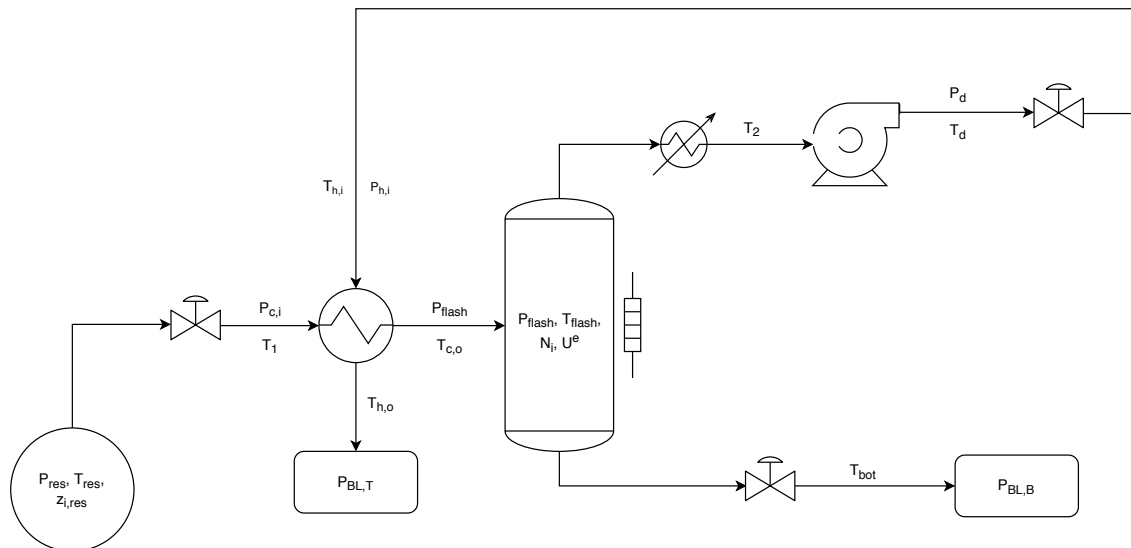 P_d
T_d
T_2
T_h,i
P_h,i
P_c,i
T_1
P_flash
T_c,o
P_flash, T_flash,
N_i, U^e
T_h,o
P_res, T_res,
z_i,res
P_BL,T
T_bot
P_BL,B